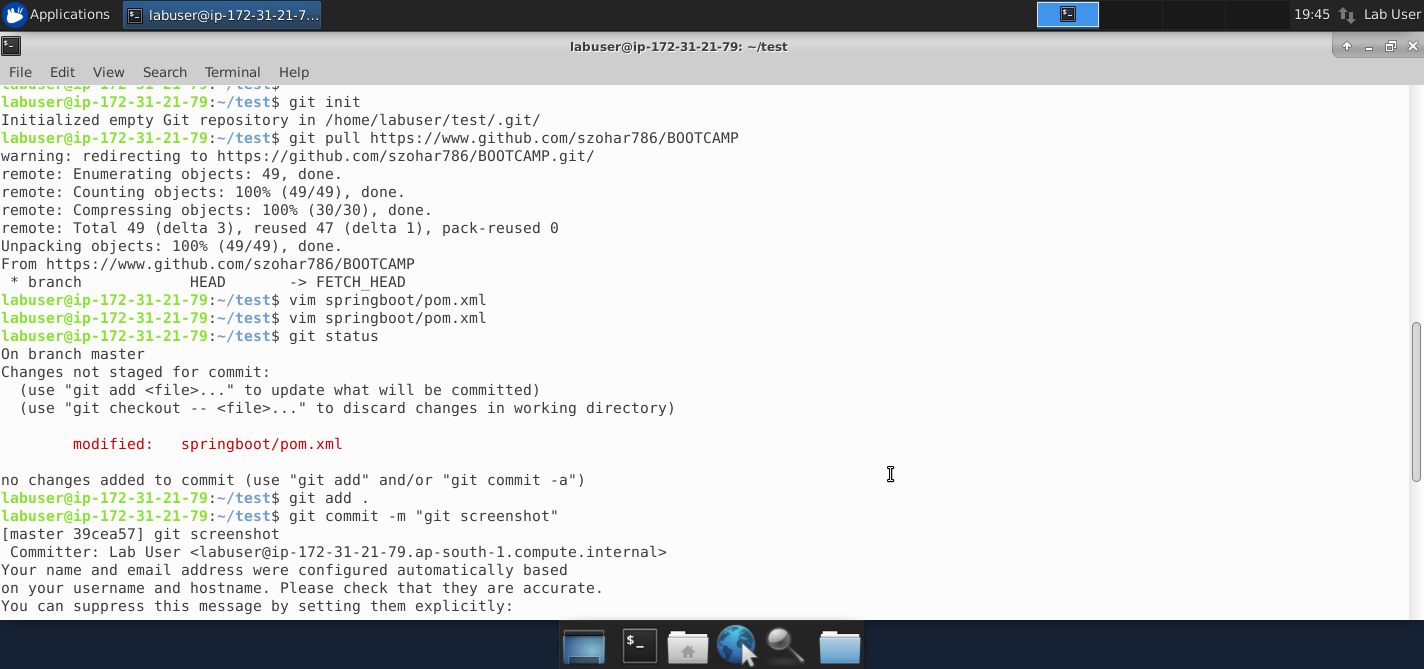 Applications
labuser@ip-172-31-21-7...
19:45
Lab User
labuser@ip-172-31-21-79: ~/test
File Edit View Search Terminal Help
labuser@ip-172-31-21-79:~/test$
labuser@ip-172-31-21-79:~/test$ git init
Initialized empty Git repository in /home/labuser/test/.git/
labuser@ip-172-31-21-79:~/test$ git pull https://www.github.com/szohar786/BOOTCAMP
warning: redirecting to https://github.com/szohar786/BOOTCAMP.git/
remote: Enumerating objects: 49, done.
remote: Counting objects: 100% (49/49), done.
remote: Compressing objects: 100% (30/30), done.
remote: Total 49 (delta 3), reused 47 (delta 1), pack-reused 0
Unpacking objects: 100% (49/49), done.
From https://www.github.com/szohar786/BOOTCAMP
 * branch            HEAD       -> FETCH_HEAD
labuser@ip-172-31-21-79:~/test$ vim springboot/pom.xml
labuser@ip-172-31-21-79:~/test$ vim springboot/pom.xml
labuser@ip-172-31-21-79:~/test$ git status
On branch master
Changes not staged for commit:
  (use "git add <file>..." to update what will be committed)
  (use "git checkout -- <file>..." to discard changes in working directory)
        modified:   springboot/pom.xml
no changes added to commit (use "git add" and/or "git commit -a")
labuser@ip-172-31-21-79:~/test$ git add .
labuser@ip-172-31-21-79:~/test$ git commit -m "git screenshot"
[master 39cea57] git screenshot
 Committer: Lab User <labuser@ip-172-31-21-79.ap-south-1.compute.internal>
Your name and email address were configured automatically based
on your username and hostname. Please check that they are accurate.
You can suppress this message by setting them explicitly: